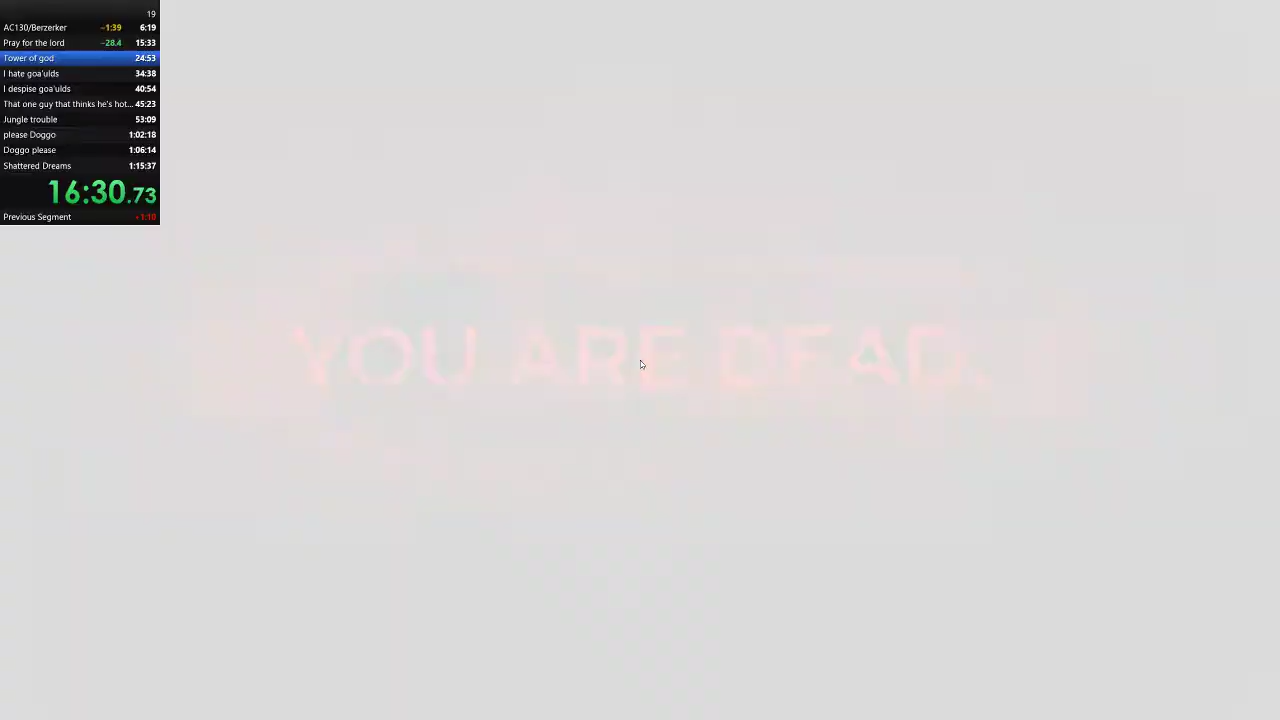 19
AC130/Berzerker −1:39 6:19
Pray for the lord −28.4 15:33
Tower of god 24:53
I hate goa'ulds 34:38
I despise goa'ulds 40:54
That one guy that thinks he's hot... 45:23
Jungle trouble 53:09
please Doggo 1:02:18
Doggo please 1:06:14
Shattered Dreams 1:15:37
16:30.73
Previous Segment +1:10
YOU ARE DEAD.